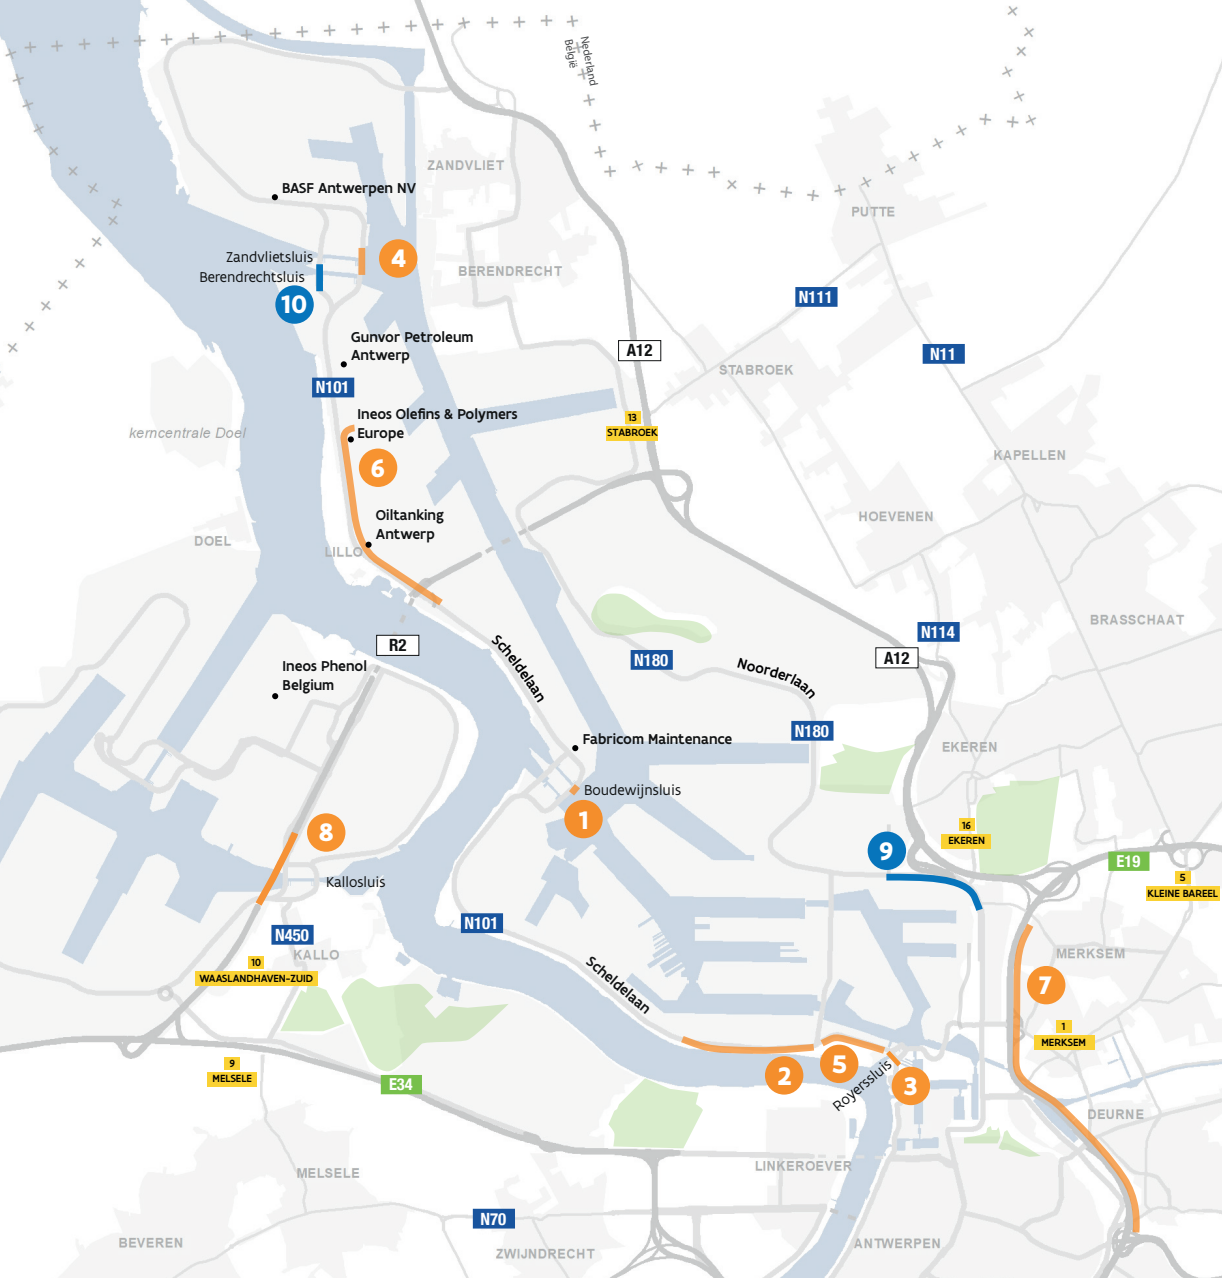 Nederland
België
ZANDVLIET
BASF Antwerpen NV
PUTTE
Zandvlietsluis
4
BERENDRECHT
Berendrechtsluis
10
N111
Gunvor Petroleum
Antwerp
A12
N11
STABROEK
N101
Ineos Olefins & Polymers
Europe
13
STABROEK
kerncentrale Doel
6
KAPELLEN
Oiltanking
Antwerp
HOEVENEN
DOEL
LILLO
BRASSCHAAT
N114
R2
Scheldelaan
N180
A12
Ineos Phenol
Belgium
Noorderlaan
N180
Fabricom Maintenance
EKEREN
Boudewijnsluis
1
8
16
EKEREN
9
E19
5
KLEINE BAREEL
Kallosluis
N101
N450
KALLO
MERKSEM
10
WAASLANDHAVEN-ZUID
Scheldelaan
7
1
MERKSEM
9
MELSELE
E34
2
5
Royerssluis
3
DEURNE
LINKEROEVER
MELSELE
N70
BEVEREN
ZWIJNDRECHT
ANTWERPEN